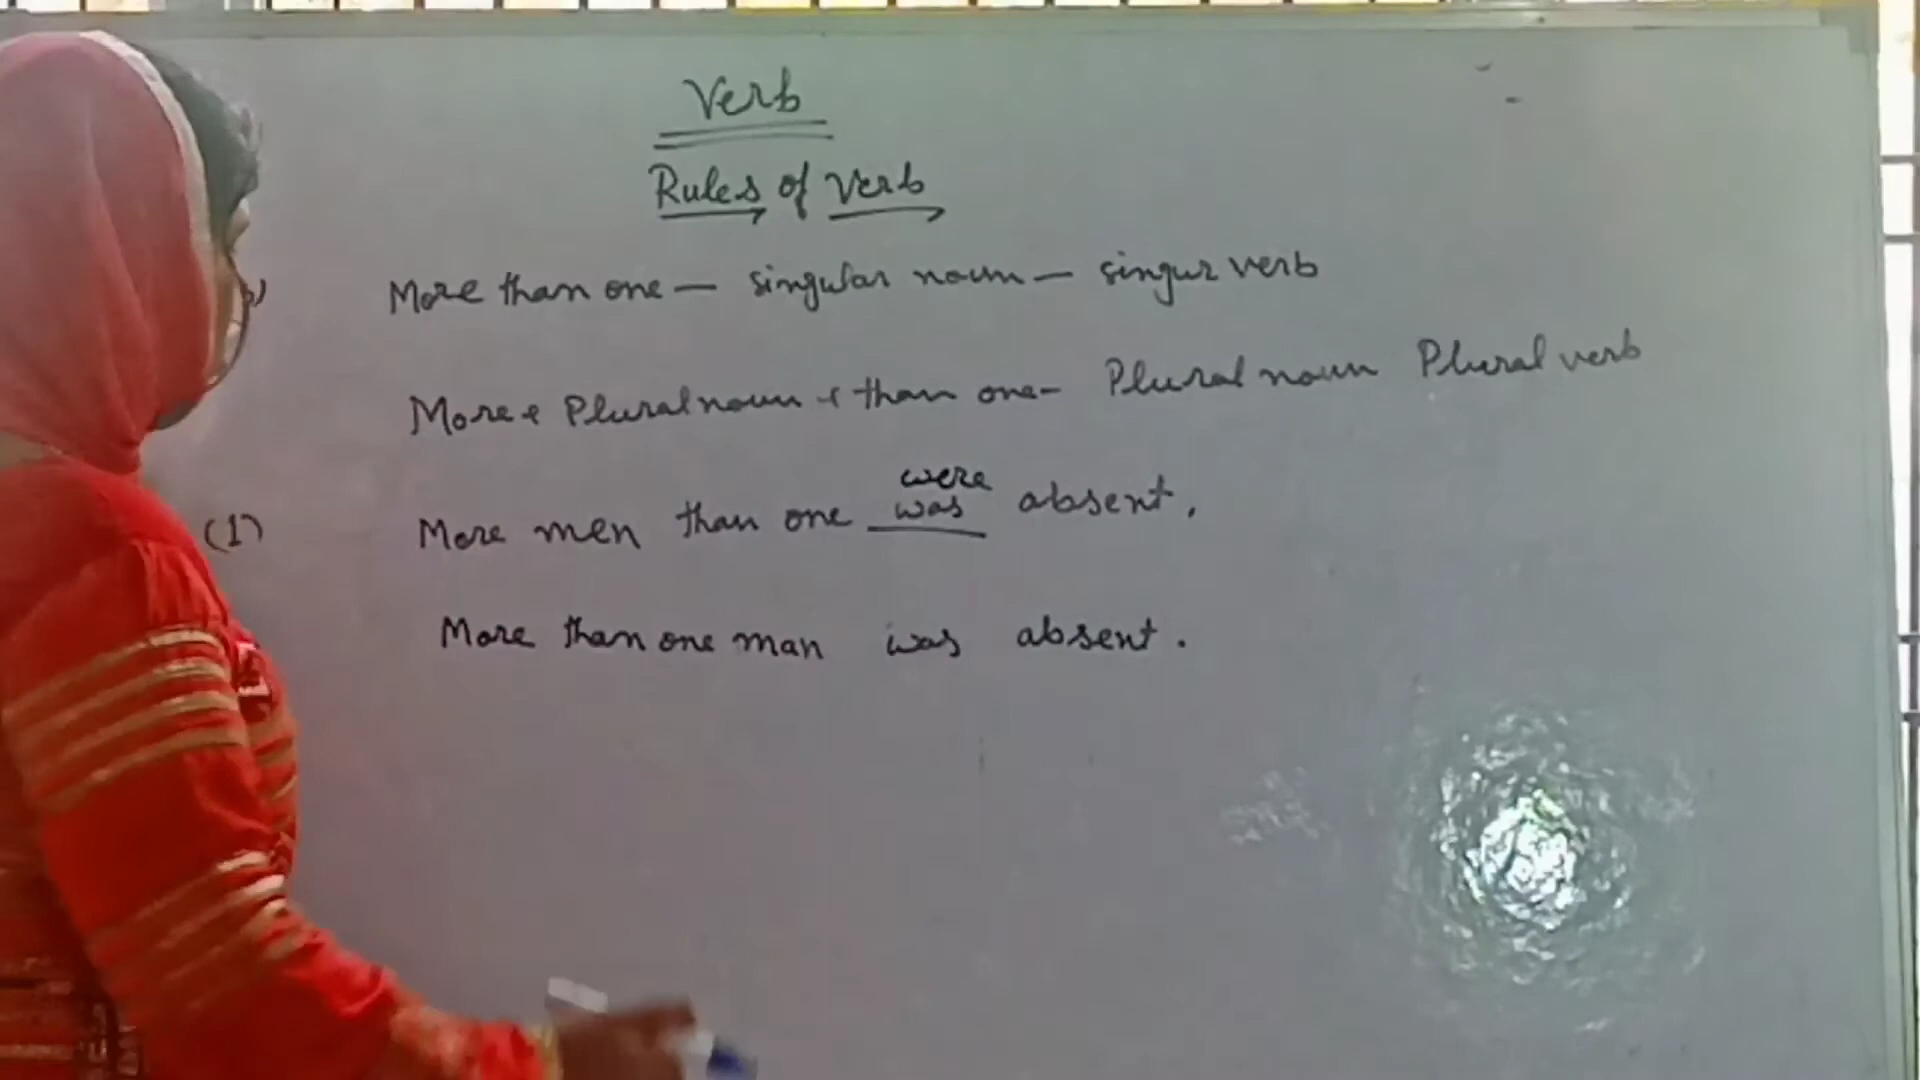 Verb
Rules of Verb
More than one — singular noun — singur verb
More + Plural noun + than one - Plural noun Plural verb
were
(1) More men than one was absent.
More than one man was absent.